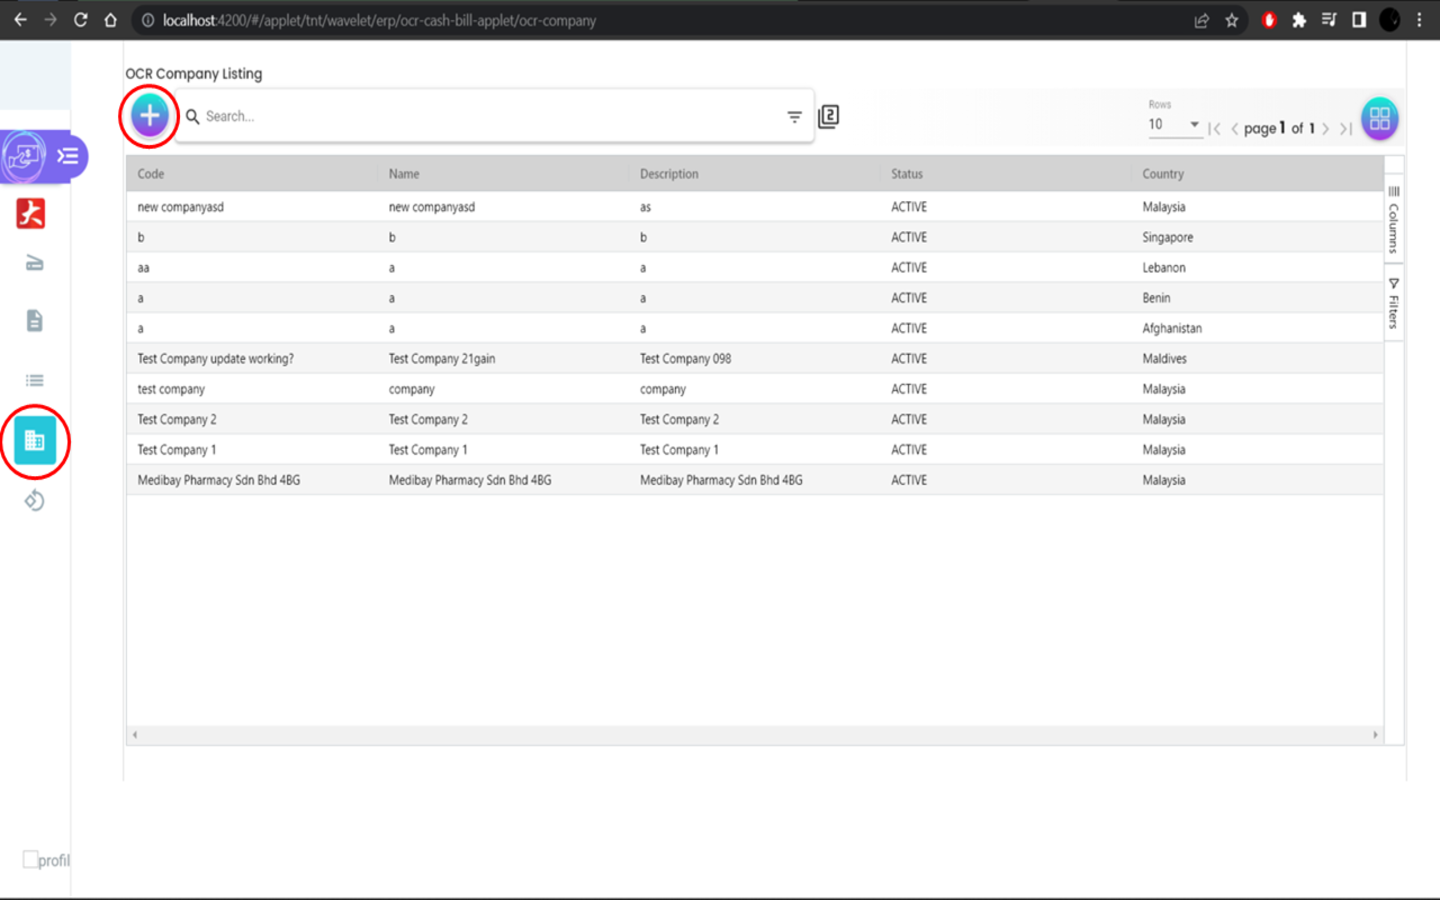 localhost:4200/#/applet/tnt/wavelet/erp/ocr-cash-bill-applet/ocr-company
OCR Company Listing
Search...
2
Rows
10
page 1 of 1
Code Name Description Status Country
new companyasd new companyasd as ACTIVE Malaysia
b b b ACTIVE Singapore
aa a a ACTIVE Lebanon
a a a ACTIVE Benin
a a a ACTIVE Afghanistan
Test Company update working? Test Company 21gain Test Company 098 ACTIVE Maldives
test company company company ACTIVE Malaysia
Test Company 2 Test Company 2 Test Company 2 ACTIVE Malaysia
Test Company 1 Test Company 1 Test Company 1 ACTIVE Malaysia
Medibay Pharmacy Sdn Bhd 4BG Medibay Pharmacy Sdn Bhd 4BG Medibay Pharmacy Sdn Bhd 4BG ACTIVE Malaysia
Columns
Filters
profil